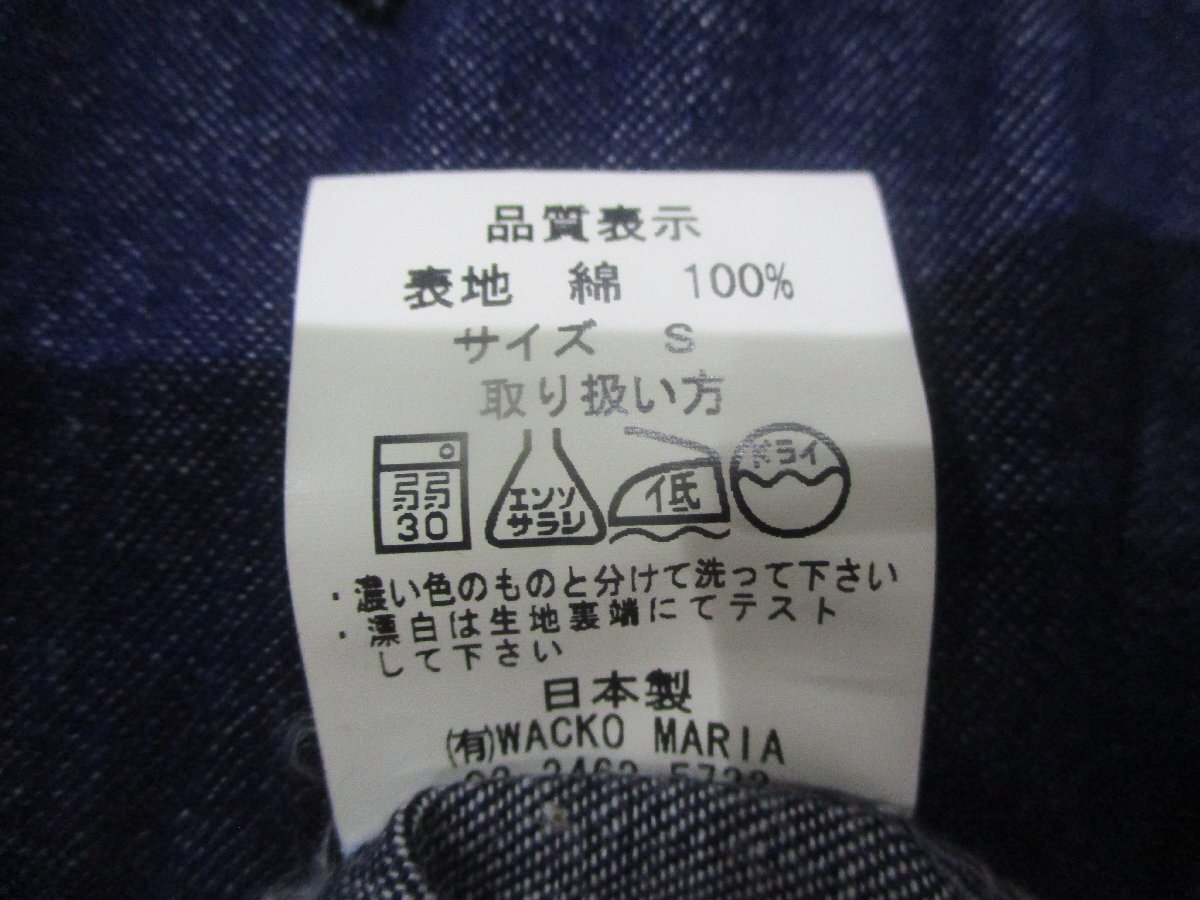 品質表示
表地 綿 100%
サイズ S
取り扱い方
弱 30
エンソサラシ
低
ドライ
・濃い色のものと分けて洗って下さい
・漂白は生地裏端にてテスト
して下さい
日本製
(有)WACKO MARIA